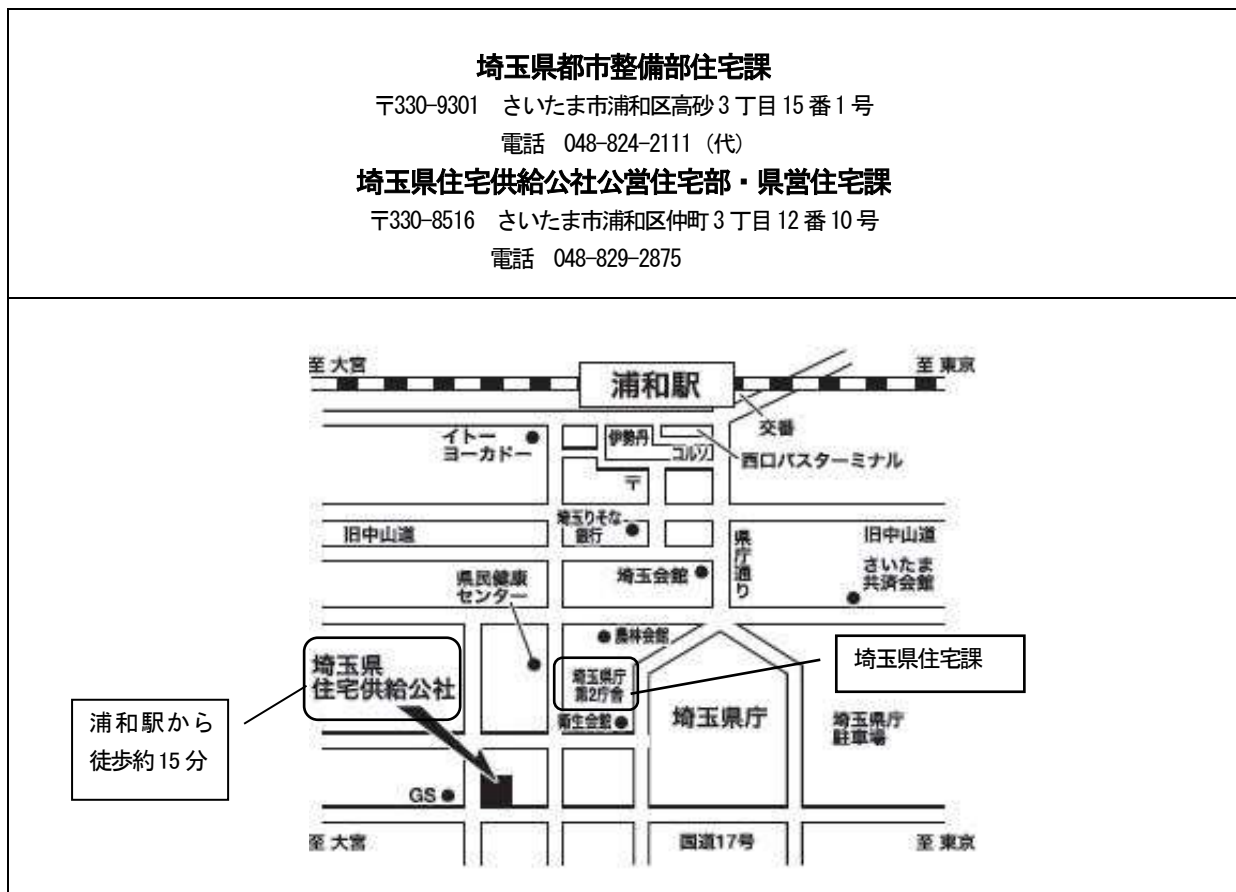 埼玉県都市整備部住宅課
〒330-9301　さいたま市浦和区高砂3丁目15番1号
電話　048-824-2111（代）
埼玉県住宅供給公社公営住宅部・県営住宅課
〒330-8516　さいたま市浦和区仲町3丁目12番10号
電話　048-829-2875
至 大宮
浦和駅
至 東京
交番
イトー
ヨーカドー
伊勢丹
コルソ
西口バスターミナル
〒
旧中山道
埼玉りそな
銀行
県庁通り
旧中山道
県民健康
センター
埼玉会館
さいたま
共済会館
農林会館
埼玉県
住宅供給公社
埼玉県庁
第2庁舎
埼玉県住宅課
浦和駅から
徒歩約15分
衛生会館
埼玉県庁
埼玉県庁
駐車場
GS
至 大宮
国道17号
至 東京